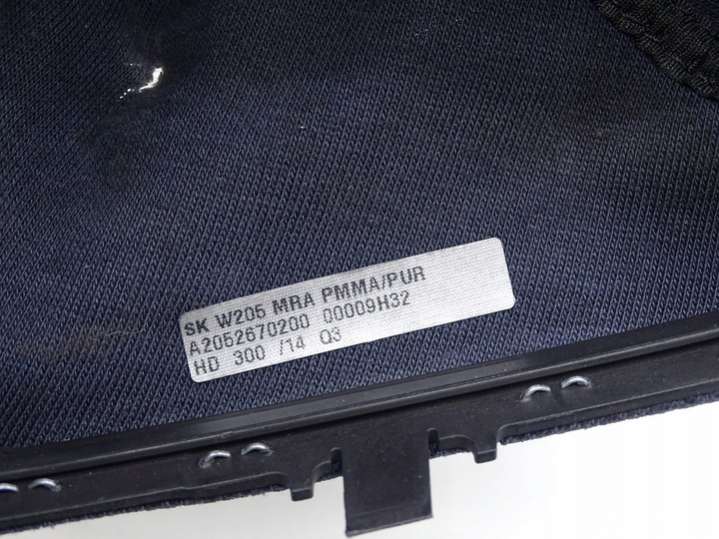 SK W205 MRA PMMA/PUR
A2052670200 00009H32
HD 300 /14 Q3